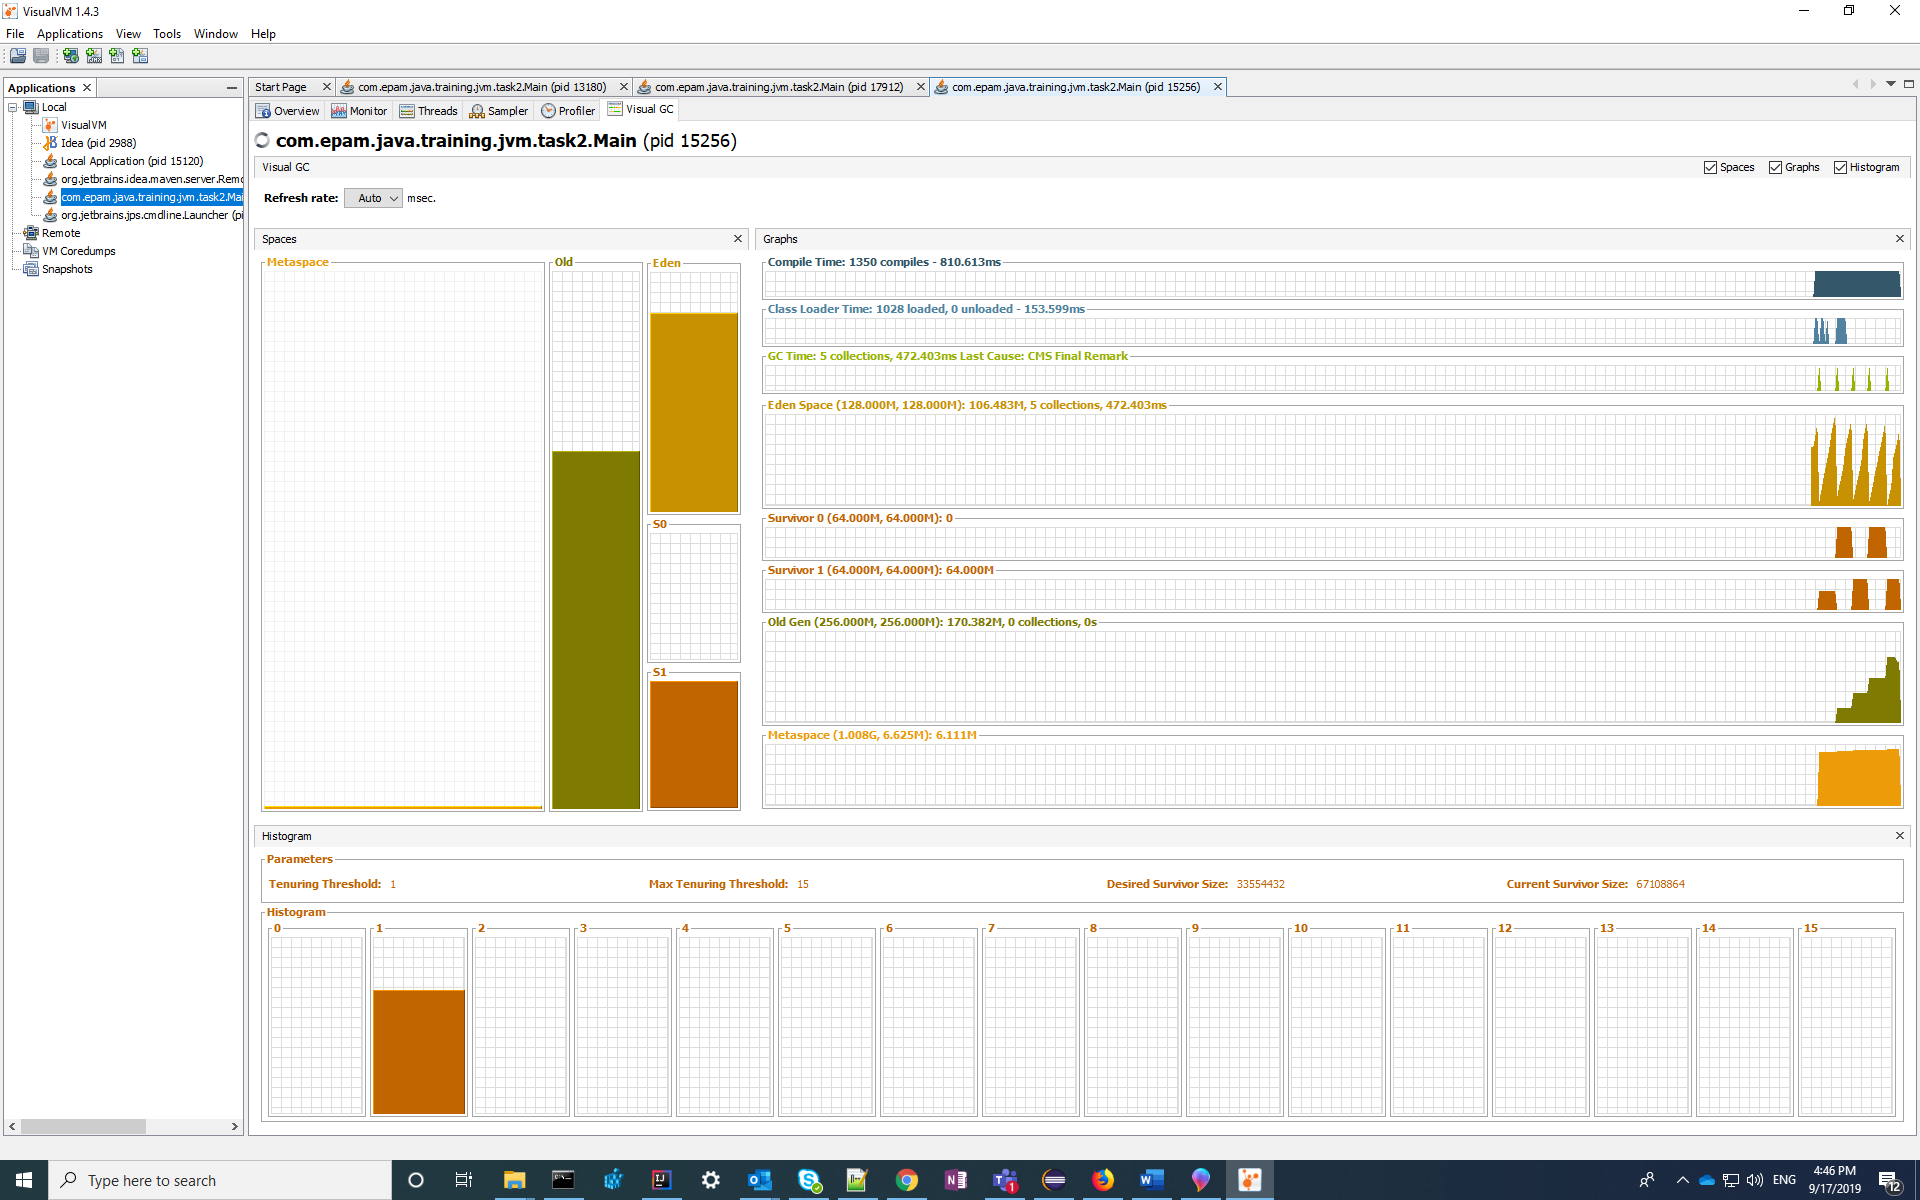 VisualVM 1.4.3
File Applications View Tools Window Help
Applications
Local
VisualVM
Idea (pid 2988)
Local Application (pid 15120)
org.jetbrains.idea.maven.server.Remo
com.epam.java.training.jvm.task2.Mai
org.jetbrains.jps.cmdline.Launcher (pi
Remote
VM Coredumps
Snapshots
Start Page com.epam.java.training.jvm.task2.Main (pid 13180) com.epam.java.training.jvm.task2.Main (pid 17912) com.epam.java.training.jvm.task2.Main (pid 15256)
Overview Monitor Threads Sampler Profiler Visual GC
com.epam.java.training.jvm.task2.Main (pid 15256)
Visual GC Spaces Graphs Histogram
Refresh rate: Auto msec.
Spaces
Metaspace Old Eden
S0
S1
Graphs
Compile Time: 1350 compiles - 810.613ms
Class Loader Time: 1028 loaded, 0 unloaded - 153.599ms
GC Time: 5 collections, 472.403ms Last Cause: CMS Final Remark
Eden Space (128.000M, 128.000M): 106.483M, 5 collections, 472.403ms
Survivor 0 (64.000M, 64.000M): 0
Survivor 1 (64.000M, 64.000M): 64.000M
Old Gen (256.000M, 256.000M): 170.382M, 0 collections, 0s
Metaspace (1.008G, 6.625M): 6.111M
Histogram
Parameters
Tenuring Threshold: 1 Max Tenuring Threshold: 15 Desired Survivor Size: 33554432 Current Survivor Size: 67108864
Histogram
0 1 2 3 4 5 6 7 8 9 10 11 12 13 14 15
Type here to search
1
ENG
4:46 PM
9/17/2019
12